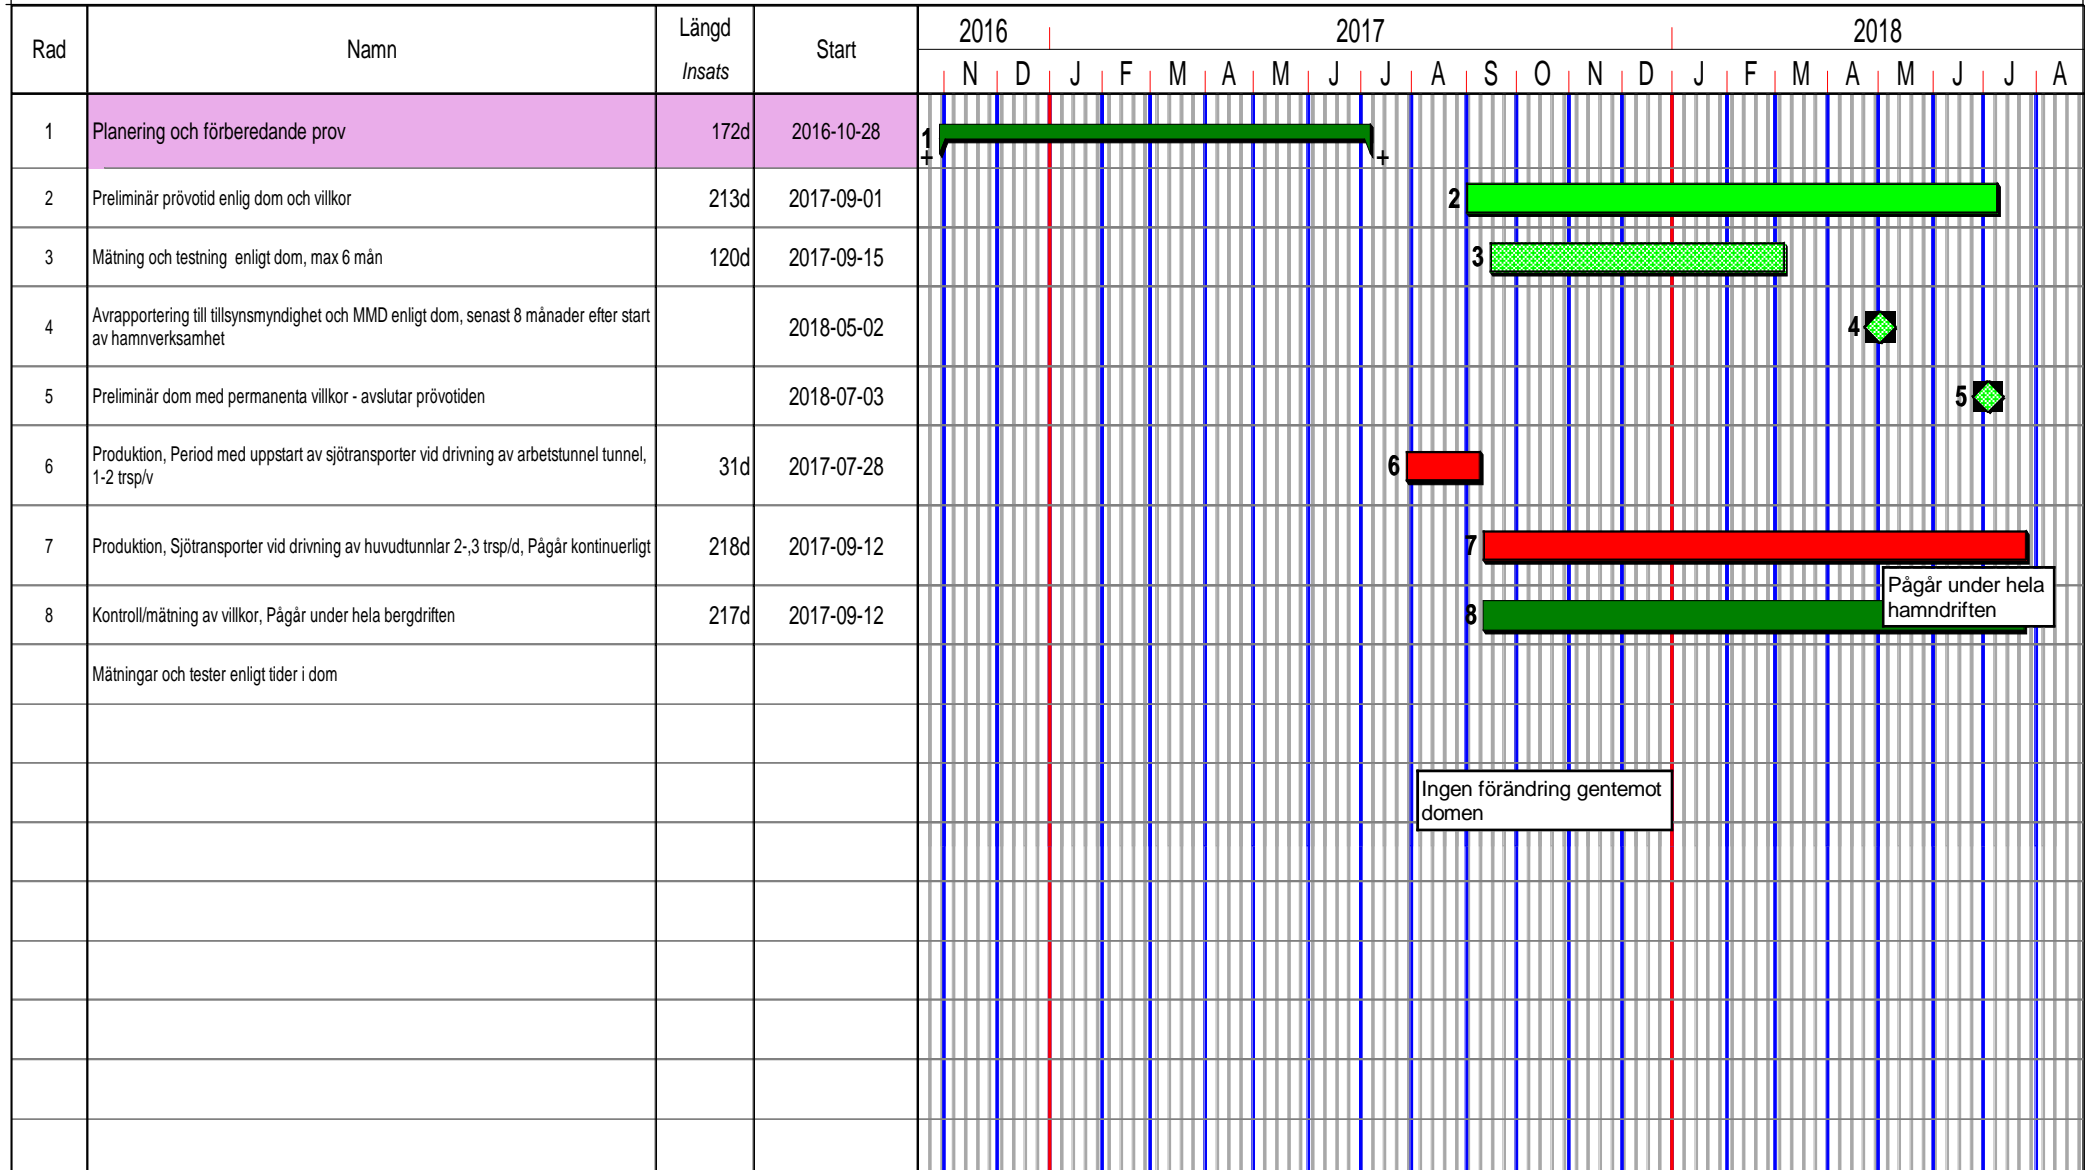 Rad Namn Längd Insats Start 2016 2017 2018
N D J F M A M J J A S O N D J F M A M J J A
1 Planering och förberedande prov 172d 2016-10-28 1
2 Preliminär prövotid enlig dom och villkor 213d 2017-09-01 2
3 Mätning och testning enligt dom, max 6 mån 120d 2017-09-15 3
4 Avrapportering till tillsynsmyndighet och MMD enligt dom, senast 8 månader efter start
av hamnverksamhet 2018-05-02 4
5 Preliminär dom med permanenta villkor - avslutar prövotiden 2018-07-03 5
6 Produktion, Period med uppstart av sjötransporter vid drivning av arbetstunnel tunnel,
1-2 trsp/v 31d 2017-07-28 6
7 Produktion, Sjötransporter vid drivning av huvudtunnlar 2-,3 trsp/d, Pågår kontinuerligt 218d 2017-09-12 7
Pågår under hela
hamndriften
8 Kontroll/mätning av villkor, Pågår under hela bergdriften 217d 2017-09-12 8
Mätningar och tester enligt tider i dom
Ingen förändring gentemot
domen